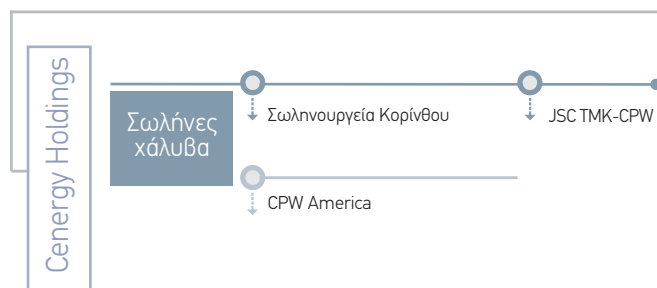 Cenergy Holdings
Σωλήνες
χάλυβα
Σωληνουργεία Κορίνθου
JSC TMK-CPW
CPW America